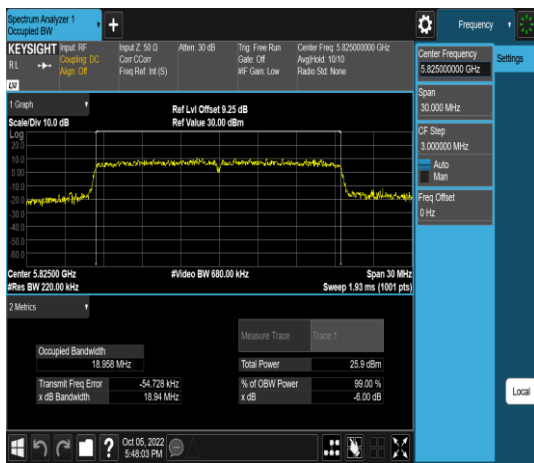 Spectrum Analyzer 1
Occupied BW
Frequency
KEYSIGHT
RL
LXI
Input: RF
Coupling: DC
Align: Off
Input Z: 50 Ω
Corr CCorr
Freq Ref: Int (S)
Atten: 30 dB
Trig: Free Run
Gate: Off
#IF Gain: Low
Center Freq: 5.825000000 GHz
Avg|Hold: 10/10
Radio Std: None
Center Frequency
5.825000000 GHz
Settings
Span
30.000 MHz
CF Step
3.000000 MHz
Auto
Man
Freq Offset
0 Hz
Local
1 Graph
Scale/Div 10.0 dB
Ref Lvl Offset 9.25 dB
Ref Value 30.00 dBm
Log
20.0
10.0
0.00
-10.0
-20.0
-30.0
-40.0
-50.0
-60.0
Center 5.82500 GHz
#Video BW 680.00 kHz
Span 30 MHz
#Res BW 220.00 kHz
Sweep 1.93 ms (1001 pts)
2 Metrics
Measure Trace
Trace 1
Occupied Bandwidth
18.958 MHz
Total Power
25.9 dBm
Transmit Freq Error
-54.728 kHz
% of OBW Power
99.00 %
x dB Bandwidth
18.94 MHz
x dB
-6.00 dB
?
Oct 05, 2022
5:48:03 PM